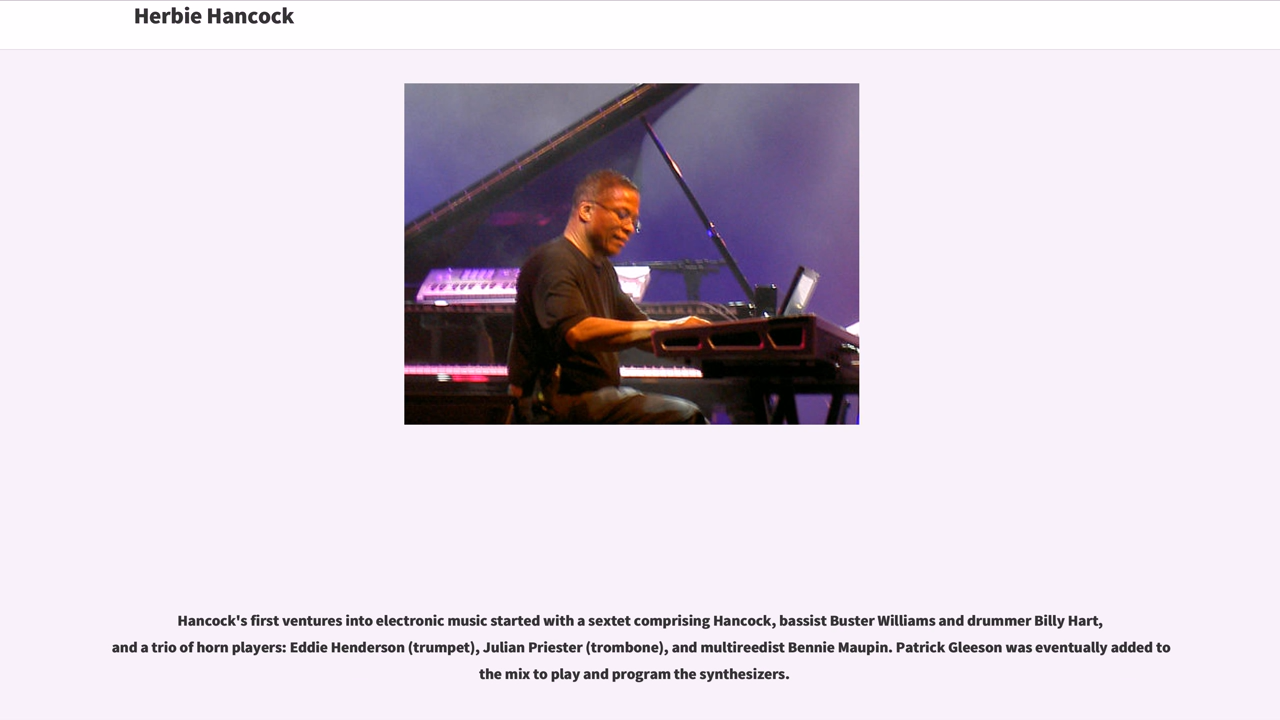 Herbie Hancock
Hancock's first ventures into electronic music started with a sextet comprising Hancock, bassist Buster Williams and drummer Billy Hart,
and a trio of horn players: Eddie Henderson (trumpet), Julian Priester (trombone), and multireedist Bennie Maupin. Patrick Gleeson was eventually added to
the mix to play and program the synthesizers.